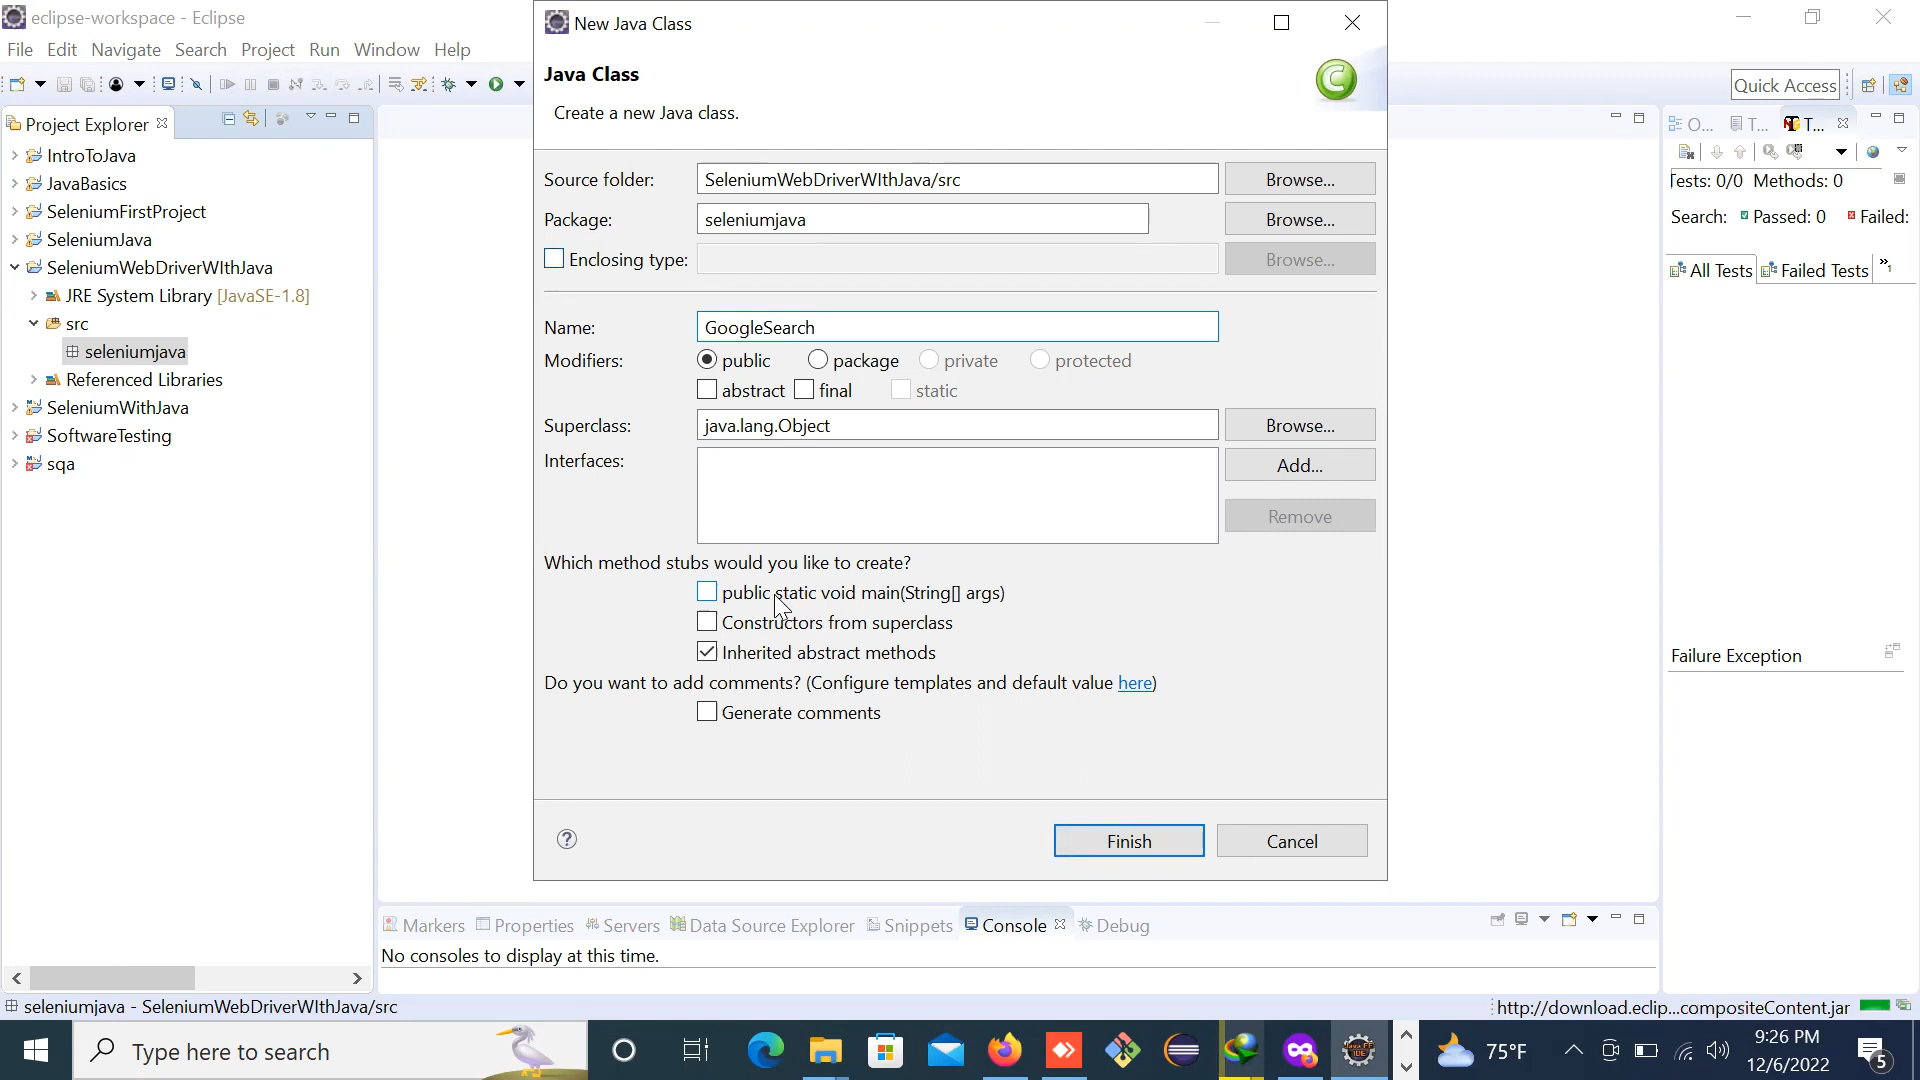 eclipse-workspace - Eclipse
File Edit Navigate Search Project Run Window Help
Quick Access
Project Explorer
IntroToJava
JavaBasics
SeleniumFirstProject
SeleniumJava
SeleniumWebDriverWIthJava
JRE System Library [JavaSE-1.8]
src
seleniumjava
Referenced Libraries
SeleniumWithJava
SoftwareTesting
sqa
New Java Class
Java Class
Create a new Java class.
Source folder: SeleniumWebDriverWIthJava/src Browse...
Package: seleniumjava Browse...
Enclosing type: Browse...
Name: GoogleSearch
Modifiers: public package private protected
abstract final static
Superclass: java.lang.Object Browse...
Interfaces: Add...
Remove
Which method stubs would you like to create?
public static void main(String[] args)
Constructors from superclass
Inherited abstract methods
Do you want to add comments? (Configure templates and default value here)
Generate comments
Finish Cancel
O... T... T...
Tests: 0/0 Methods: 0
Search: Passed: 0 Failed:
All Tests Failed Tests »1
Failure Exception
Markers Properties Servers Data Source Explorer Snippets Console Debug
No consoles to display at this time.
seleniumjava - SeleniumWebDriverWIthJava/src
http://download.eclip...compositeContent.jar
Type here to search
75°F
9:26 PM
12/6/2022
5